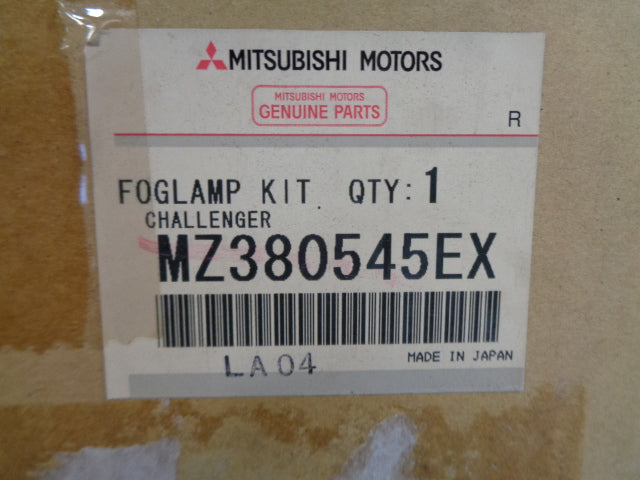 MITSUBISHI MOTORS
MITSUBISHI MOTORS
GENUINE PARTS
R
FOGLAMP KIT. QTY: 1
CHALLENGER
MZ380545EX
LA04
MADE IN JAPAN